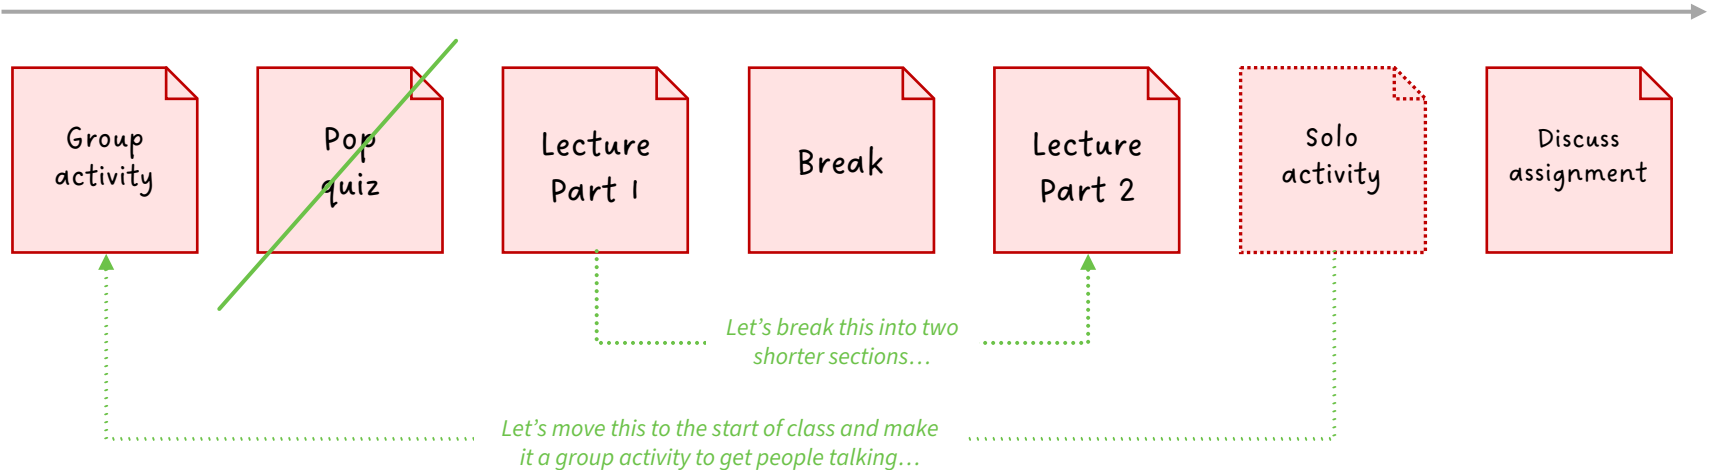 Group
activity
Pop
quiz
Lecture
Part 1
Break
Lecture
Part 2
Solo
activity
Discuss
assignment
Let's break this into two
shorter sections…
Let's move this to the start of class and make
it a group activity to get people talking…